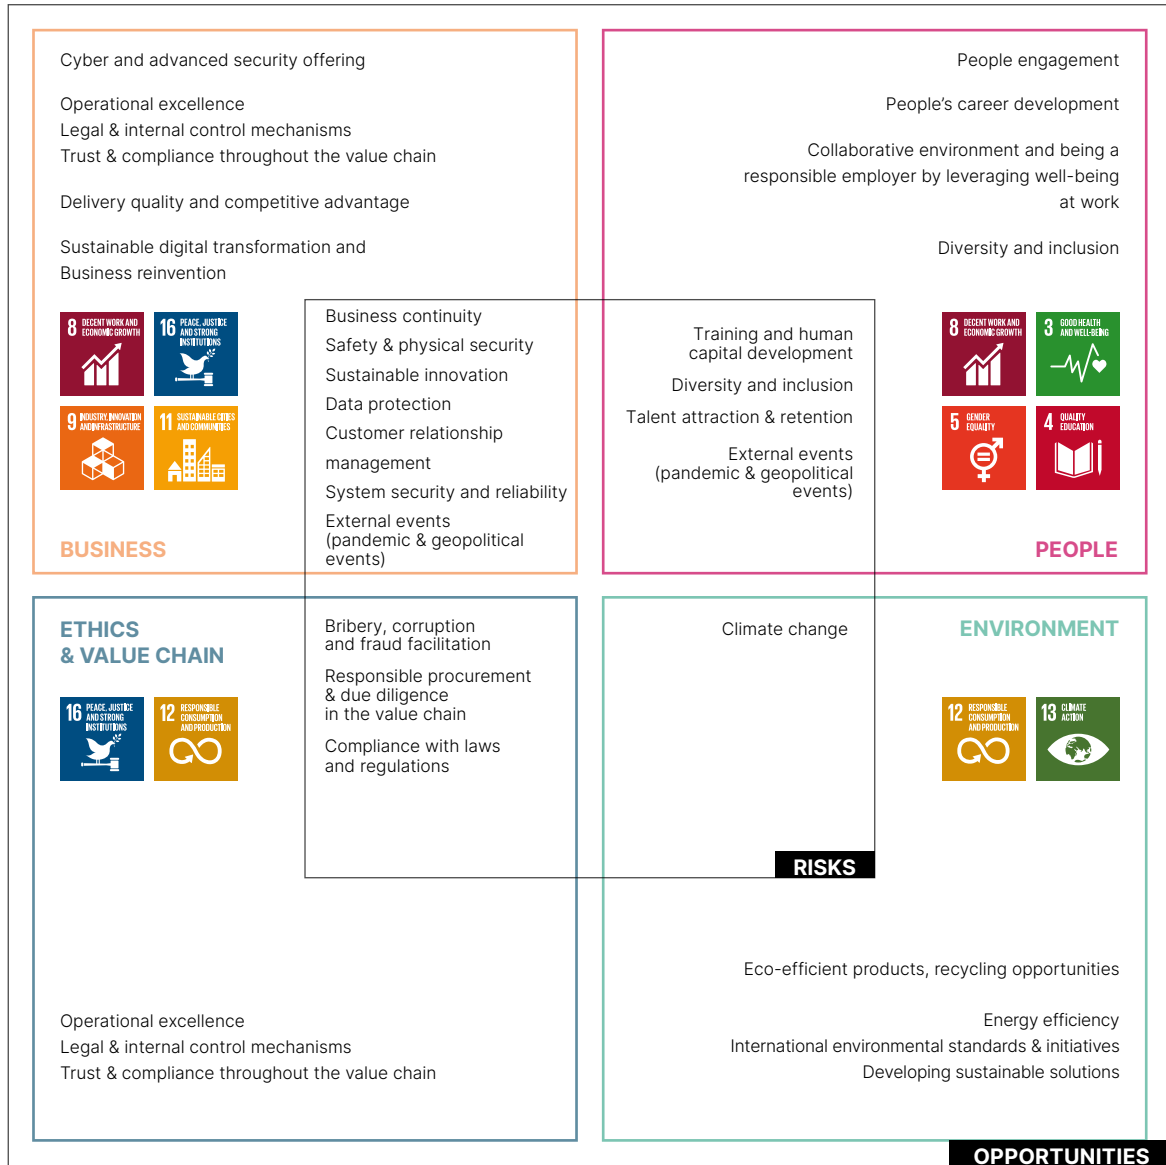 Cyber and advanced security offering
Operational excellence
Legal & internal control mechanisms
Trust & compliance throughout the value chain
Delivery quality and competitive advantage
Sustainable digital transformation and
Business reinvention
8 DECENT WORK AND
ECONOMIC GROWTH
16 PEACE, JUSTICE
AND STRONG
INSTITUTIONS
9 INDUSTRY, INNOVATION
AND INFRASTRUCTURE
11 SUSTAINABLE CITIES
AND COMMUNITIES
BUSINESS
Business continuity
Safety & physical security
Sustainable innovation
Data protection
Customer relationship
management
System security and reliability
External events
(pandemic & geopolitical
events)
People engagement
People’s career development
Collaborative environment and being a
responsible employer by leveraging well-being
at work
Diversity and inclusion
Training and human
capital development
Diversity and inclusion
Talent attraction & retention
External events
(pandemic & geopolitical
events)
8 DECENT WORK AND
ECONOMIC GROWTH
3 GOOD HEALTH
AND WELL-BEING
5 GENDER
EQUALITY
4 QUALITY
EDUCATION
PEOPLE
ETHICS
& VALUE CHAIN
16 PEACE, JUSTICE
AND STRONG
INSTITUTIONS
12 RESPONSIBLE
CONSUMPTION
AND PRODUCTION
Bribery, corruption
and fraud facilitation
Responsible procurement
& due diligence
in the value chain
Compliance with laws
and regulations
Operational excellence
Legal & internal control mechanisms
Trust & compliance throughout the value chain
Climate change
ENVIRONMENT
12 RESPONSIBLE
CONSUMPTION
AND PRODUCTION
13 CLIMATE
ACTION
RISKS
Eco-efficient products, recycling opportunities
Energy efficiency
International environmental standards & initiatives
Developing sustainable solutions
OPPORTUNITIES